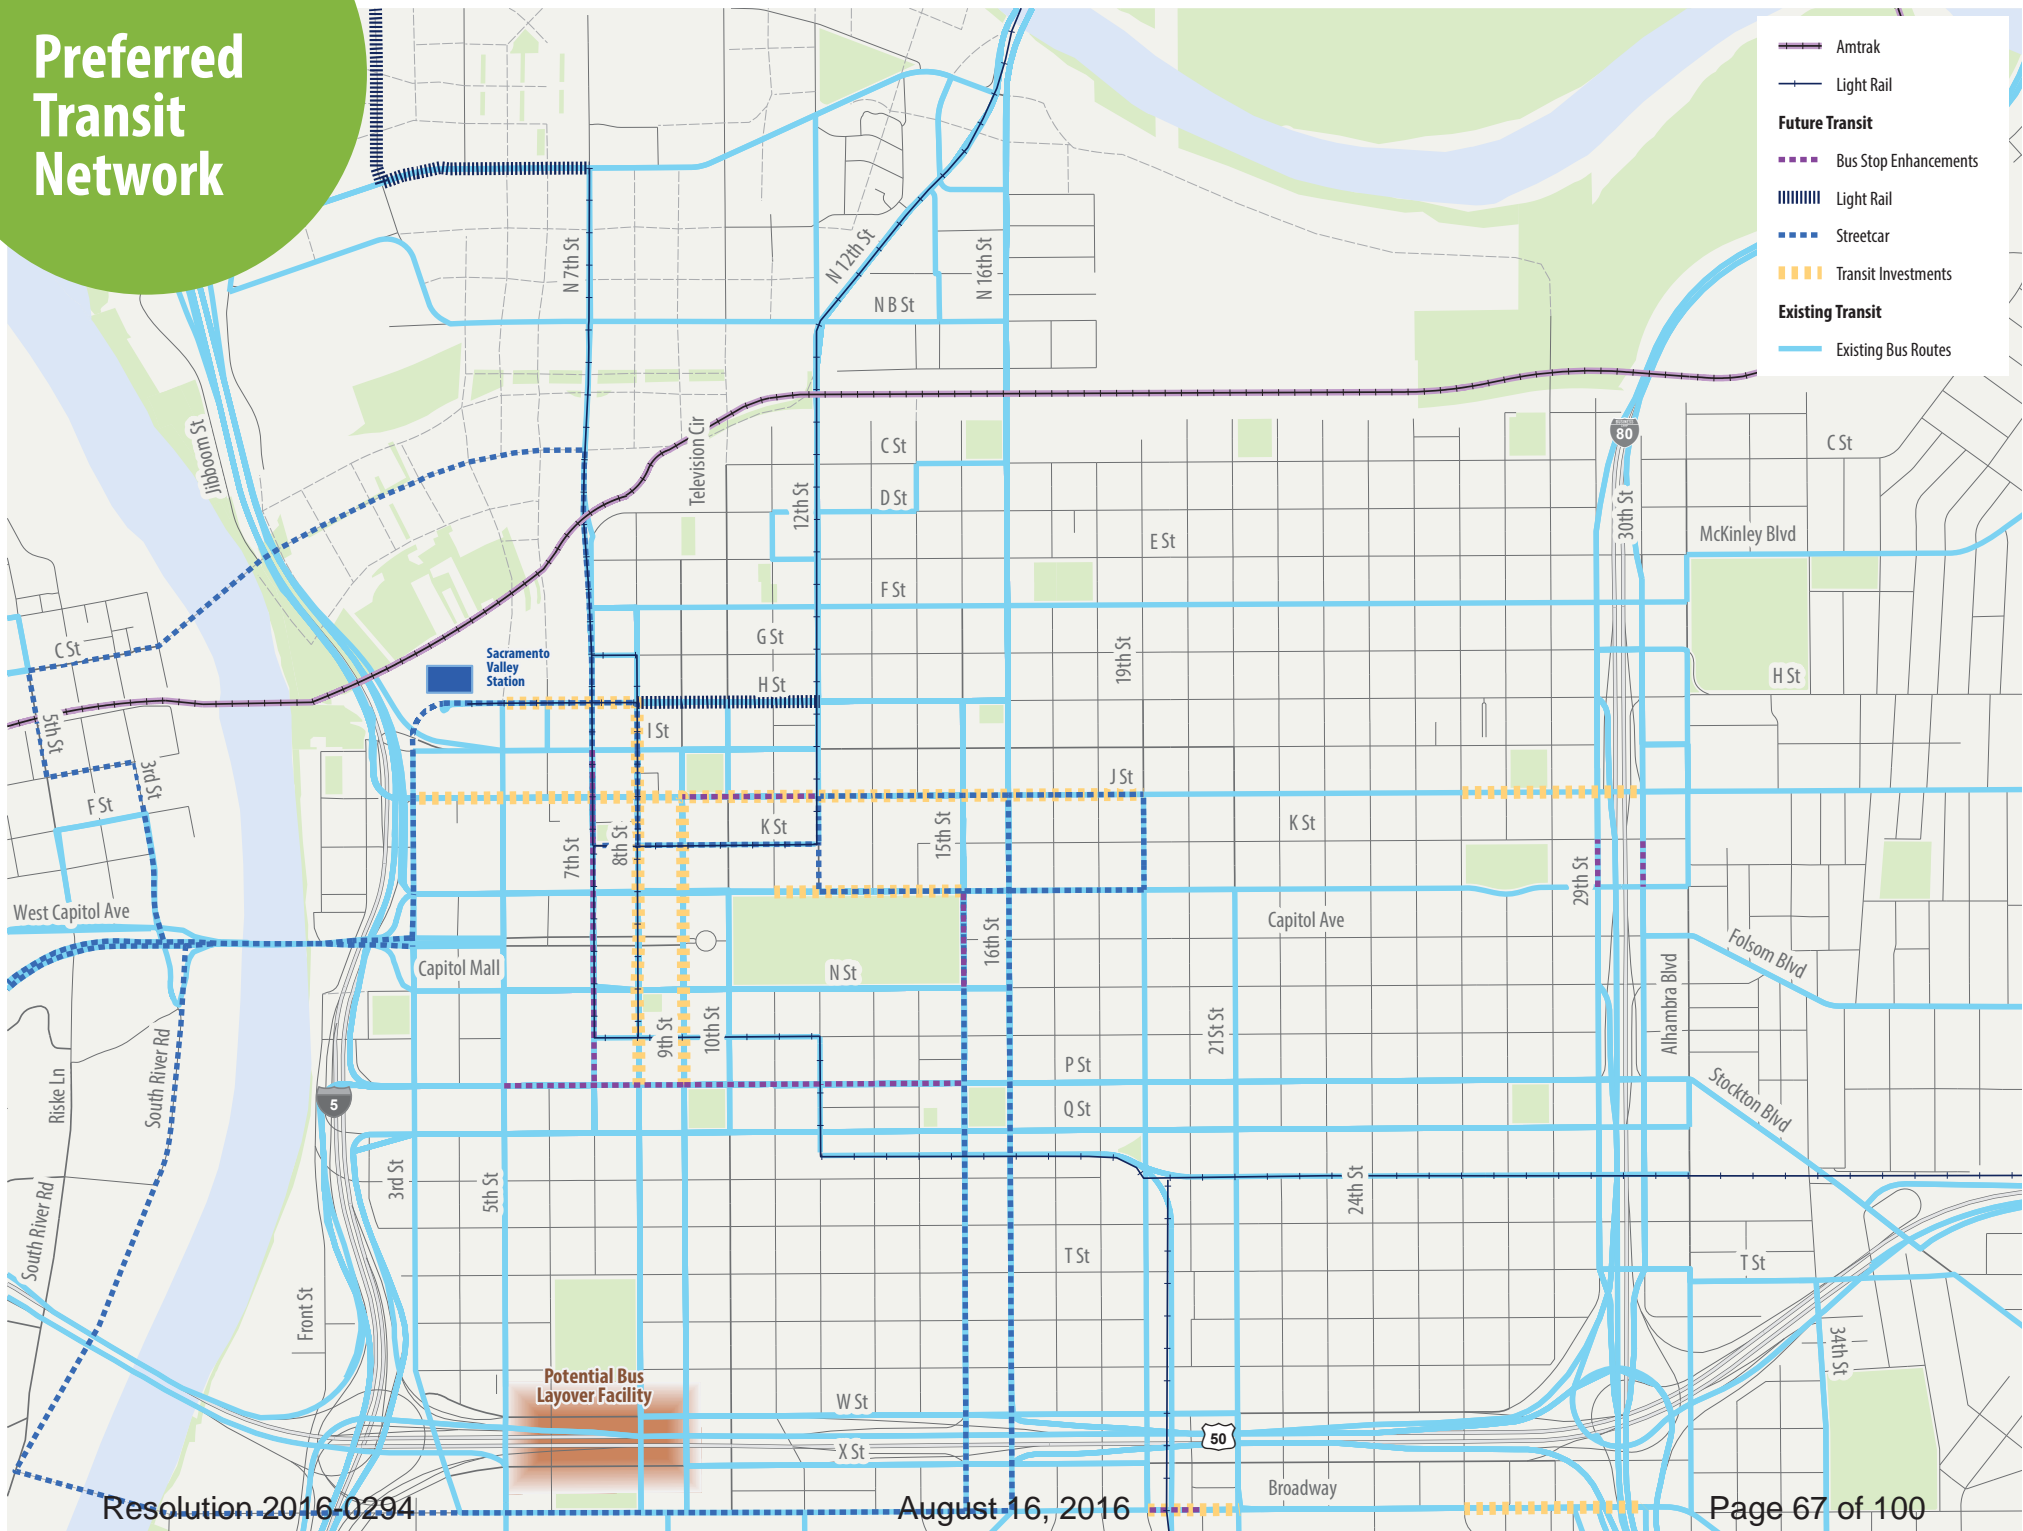 Preferred
Transit
Network
Amtrak
Light Rail
Future Transit
Bus Stop Enhancements
Light Rail
Streetcar
Transit Investments
Existing Transit
Existing Bus Routes
N 7th St
N 12th St
N 16th St
N B St
Jibboom St
Television Cir
12th St
C St
D St
E St
F St
G St
H St
I St
J St
K St
K St
80
30th St
C St
McKinley Blvd
H St
19th St
Sacramento
Valley
Station
C St
5th St
3rd St
F St
West Capitol Ave
7th St
8th St
15th St
29th St
Capitol Ave
16th St
Capitol Mall
N St
Folsom Blvd
Alhambra Blvd
9th St
10th St
21St St
P St
Q St
Stockton Blvd
Riske Ln
South River Rd
5
3rd St
5th St
24th St
South River Rd
T St
T St
Front St
34th St
Potential Bus
Layover Facility
W St
X St
50
Broadway
Resolution 2016-0294
August 16, 2016
Page 67 of 100